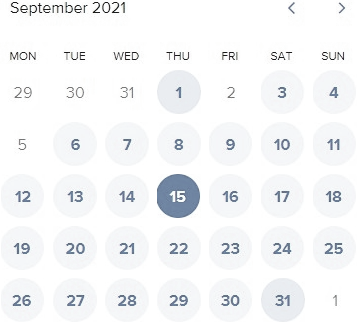 September 2021
MON TUE WED THU FRI SAT SUN
29 30 31 1 2 3 4
5 6 7 8 9 10 11
12 13 14 15 16 17 18
19 20 21 22 23 24 25
26 27 28 29 30 31 1